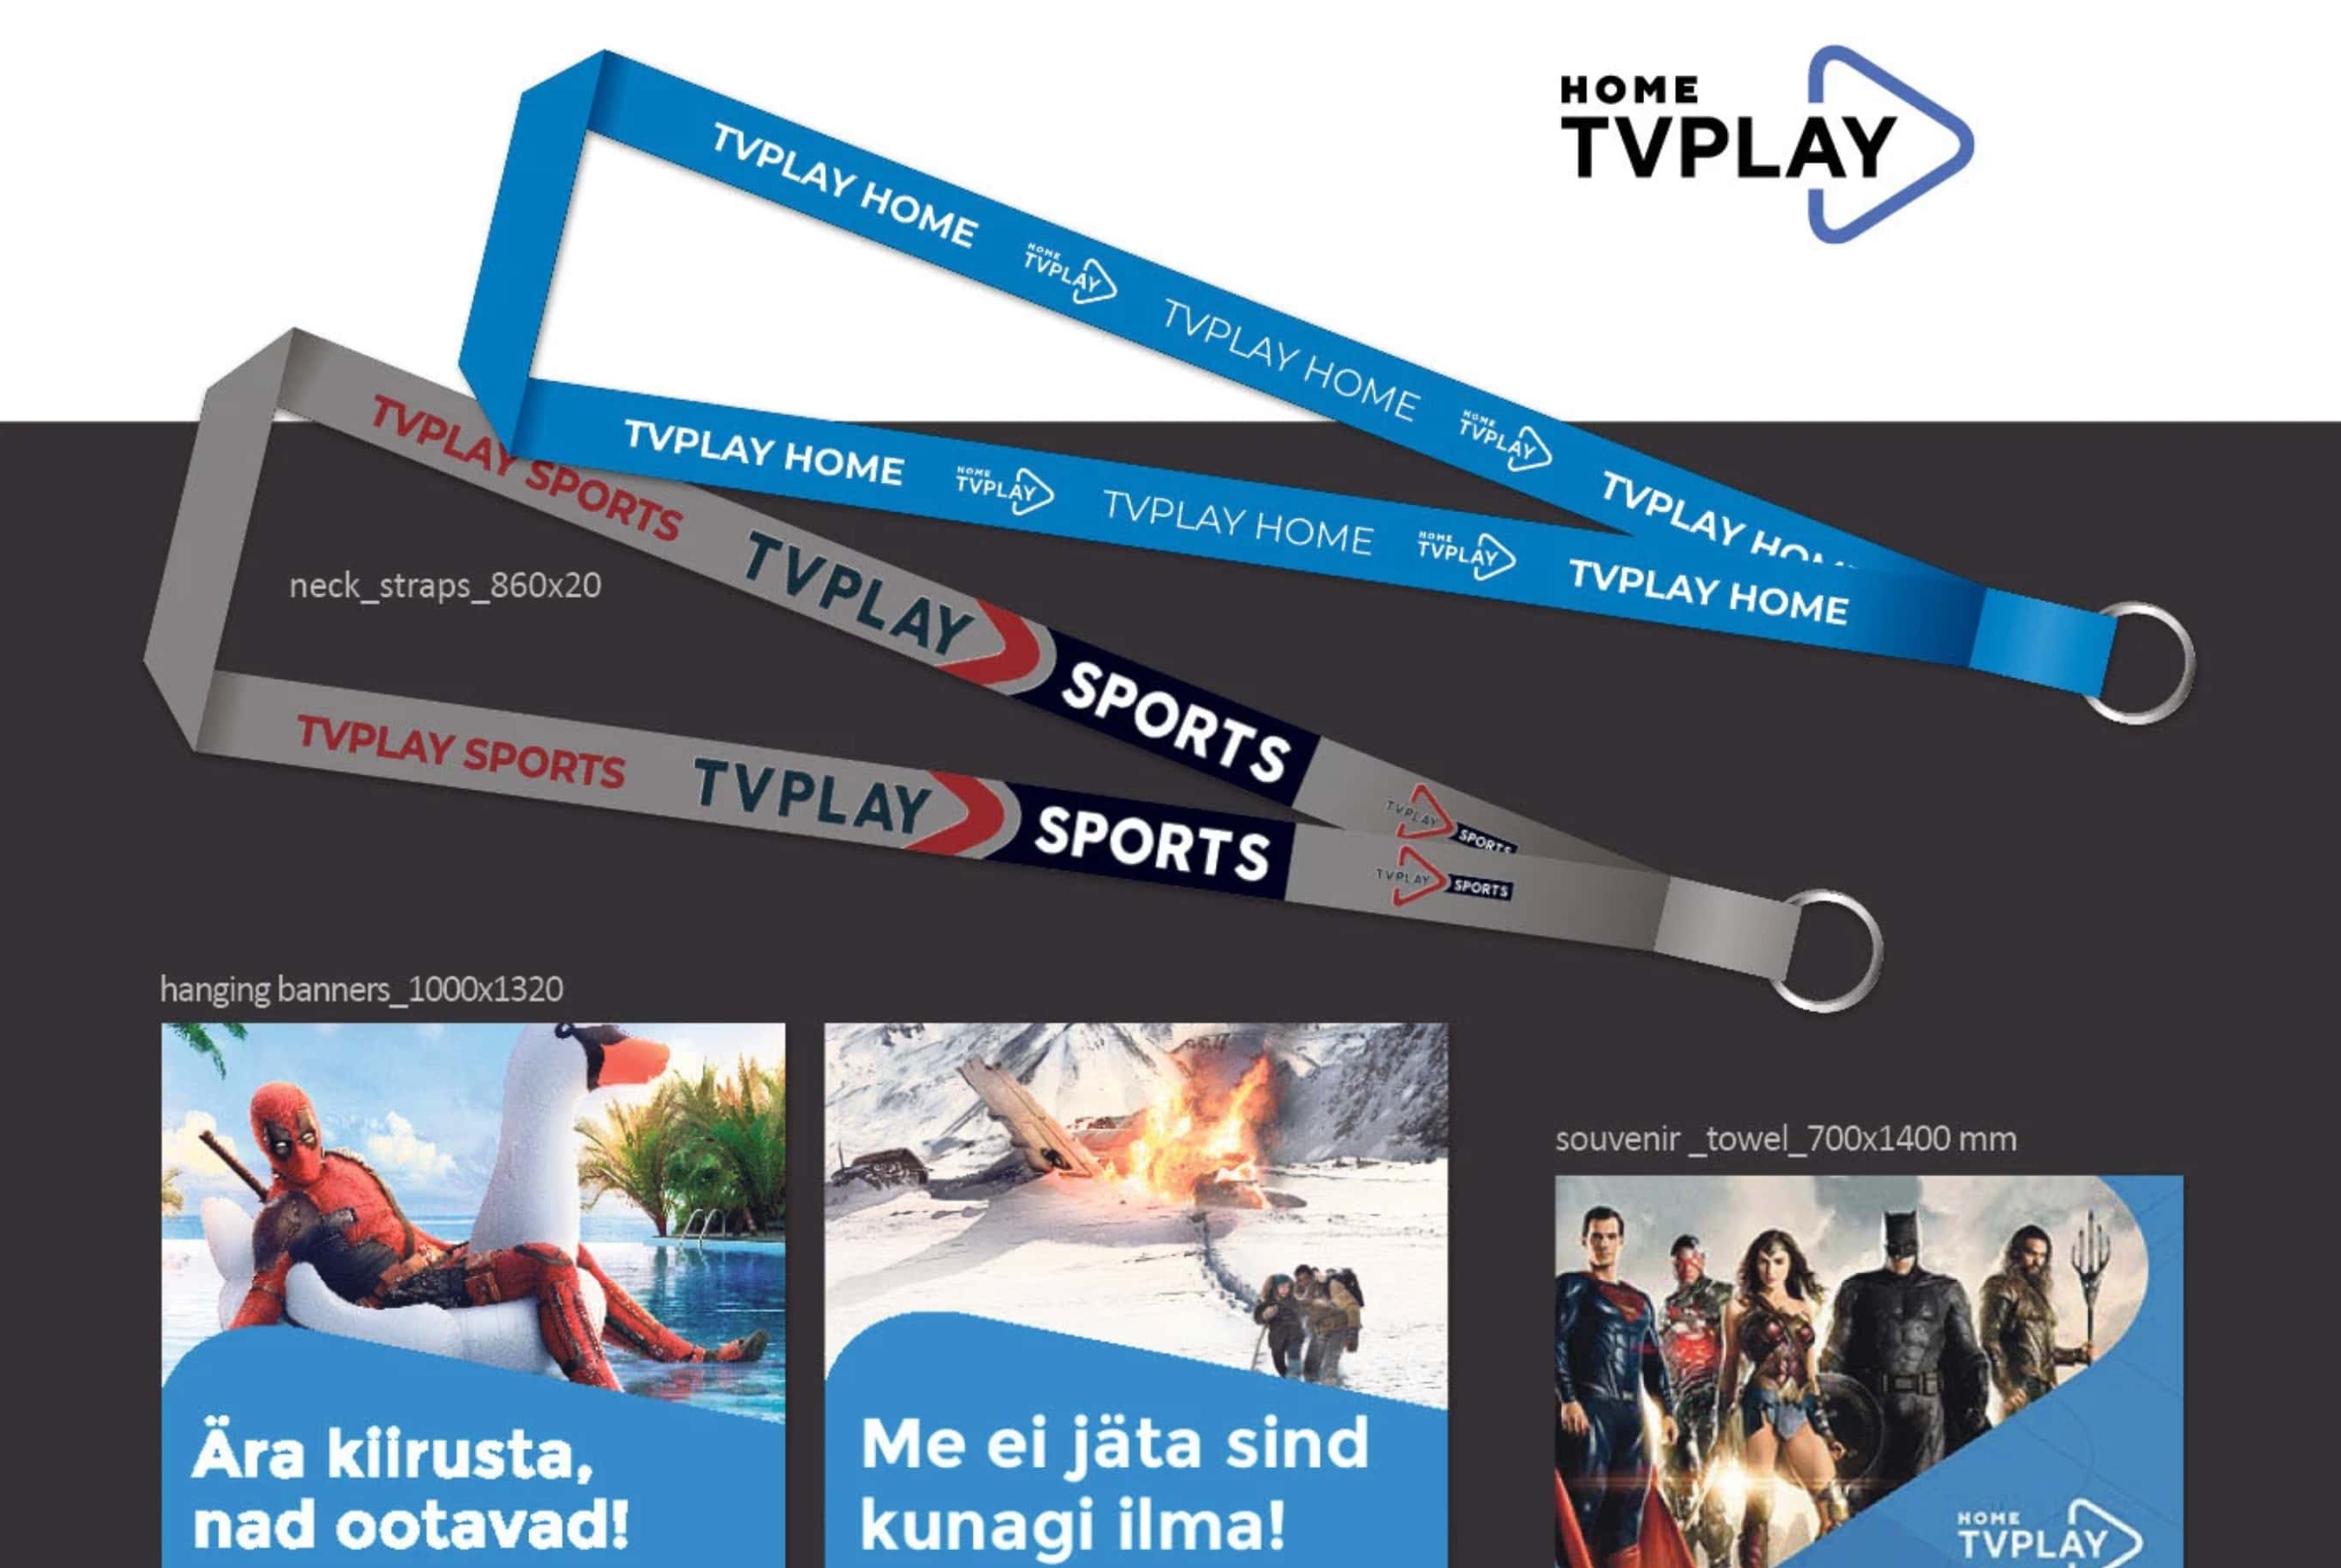 HOME
TVPLAY
TVPLAY HOME
HOME
TVPLAY
TVPLAY HOME
HOME
TVPLAY
TVPLAY HOME
TVPLAY HOME
HOME
TVPLAY
TVPLAY HOME
HOME
TVPLAY
TVPLAY HOME
TVPLAY SPORTS
TVPLAY
SPORTS
TVPLAY
SPORTS
neck_straps_860x20
TVPLAY SPORTS
TVPLAY
SPORTS
TVPLAY
SPORTS
hanging banners_1000x1320
souvenir _towel_700x1400 mm
Ära kiirusta,
nad ootavad!
Me ei jäta sind
kunagi ilma!
HOME
TVPLAY